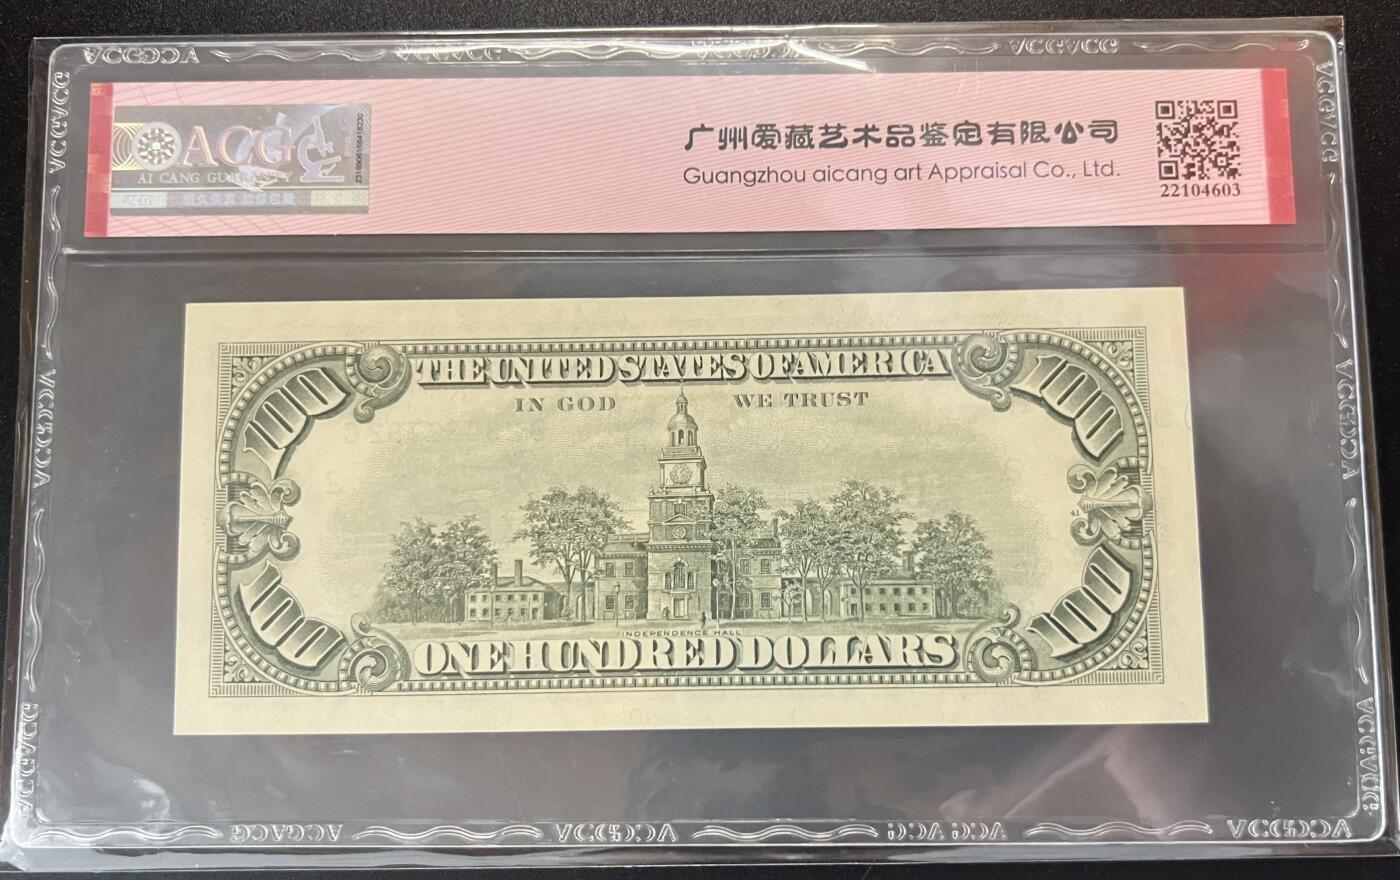 ACGACG
ACG
AI CANG GUARANTY
广州爱藏艺术品鉴定有限公司
Guangzhou aicang art Appraisal Co., Ltd.
22104603
THE UNITED STATES OF AMERICA
IN GOD WE TRUST
100
100
INDEPENDENCE HALL
100
100
ONE HUNDRED DOLLARS
ACGACG